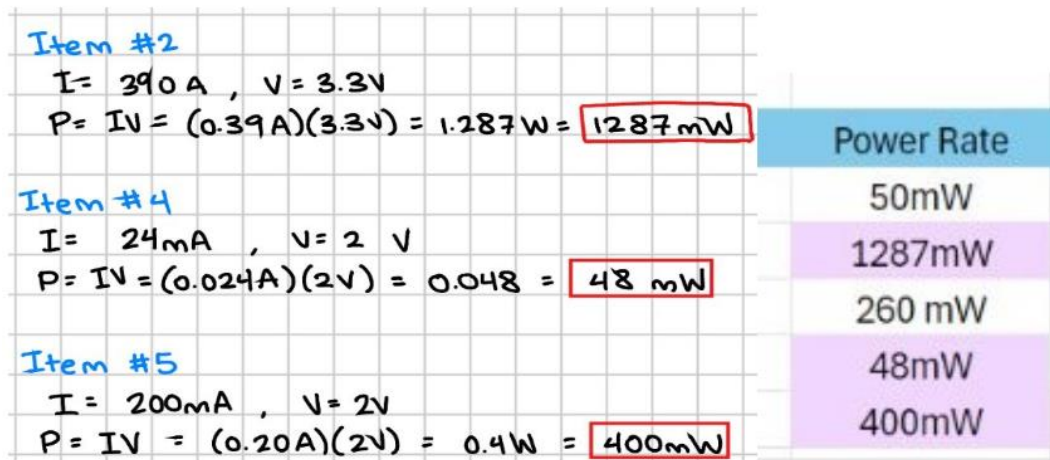 Item #2
I= 390 A , V = 3.3V
P= IV = (0.39A)(3.3V) = 1.287W = 1287mW
Item #4
I= 24mA , V= 2 V
P= IV = (0.024A)(2V) = 0.048 = 48 mW
Item #5
I= 200mA , V= 2V
P= IV = (0.20A)(2V) = 0.4W = 400mW
Power Rate
50mW
1287mW
260 mW
48mW
400mW